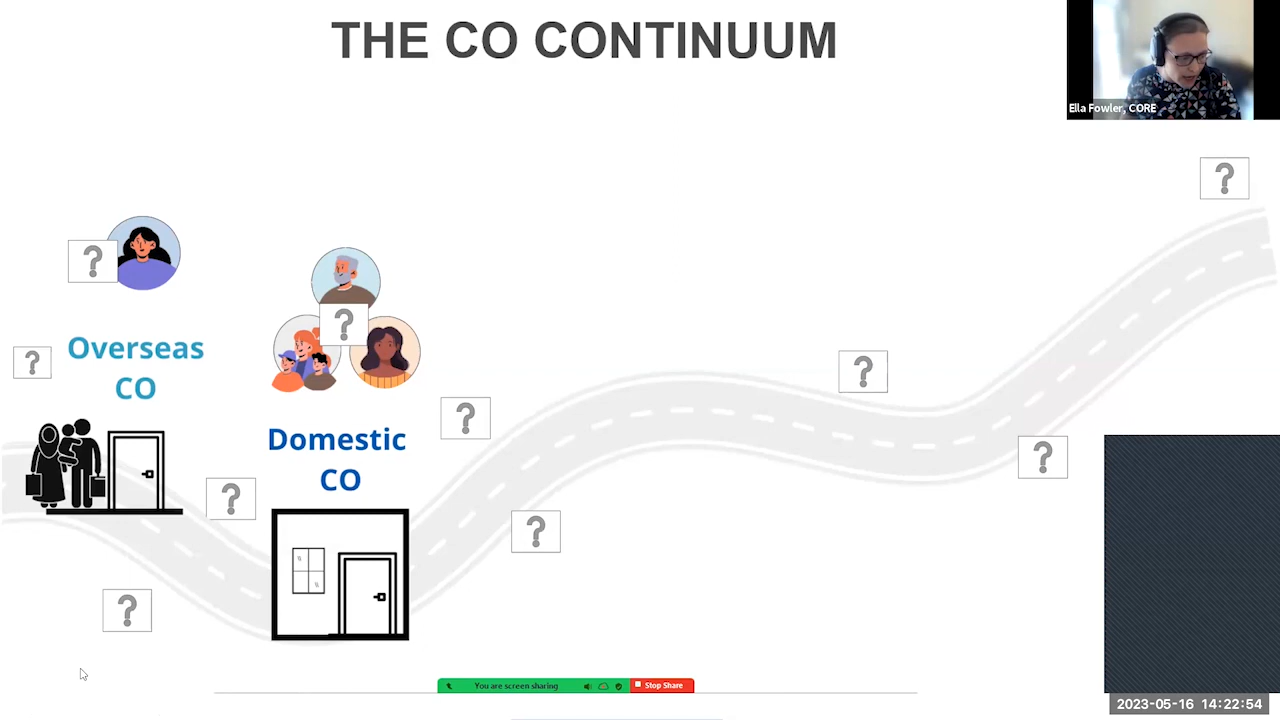 THE CO CONTINUUM
Ella Fowler, CORE
?
?
Overseas
CO
?
?
Domestic
CO
?
?
?
?
?
?
?
You are screen sharing
Stop Share
2023-05-16 14:22:54